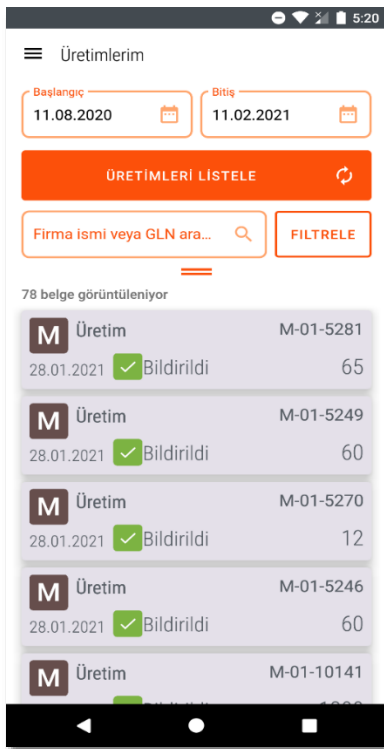 5:20
Üretimlerim
Başlangıç Bitiş
11.08.2020 11.02.2021
ÜRETİMLERİ LİSTELE
Firma ismi veya GLN ara... FİLTRELE
78 belge görüntüleniyor
M Üretim M-01-5281
28.01.2021 Bildirildi 65
M Üretim M-01-5249
28.01.2021 Bildirildi 60
M Üretim M-01-5270
28.01.2021 Bildirildi 12
M Üretim M-01-5246
28.01.2021 Bildirildi 60
M Üretim M-01-10141